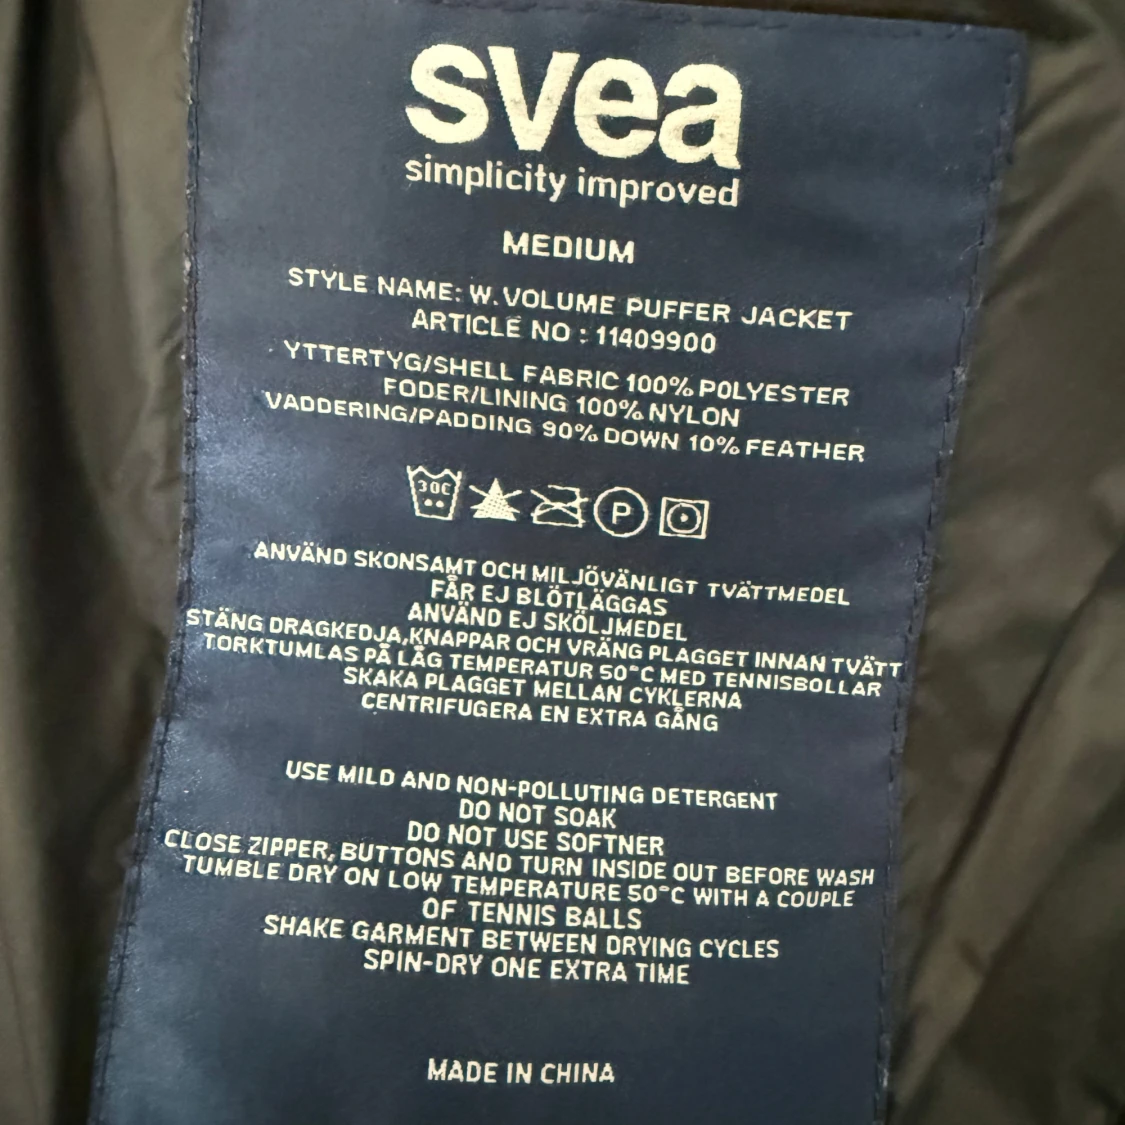 svea
simplicity improved
MEDIUM
STYLE NAME: W.VOLUME PUFFER JACKET
ARTICLE NO : 11409900
YTTERTYG/SHELL FABRIC 100% POLYESTER
FODER/LINING 100% NYLON
VADDERING/PADDING 90% DOWN 10% FEATHER
30C P
ANVÄND SKONSAMT OCH MILJÖVÄNLIGT TVÄTTMEDEL
FÅR EJ BLÖTLÄGGAS
ANVÄND EJ SKÖLJMEDEL
STÄNG DRAGKEDJA,KNAPPAR OCH VRÄNG PLAGGET INNAN TVÄTT
TORKTUMLAS PÅ LÅG TEMPERATUR 50°C MED TENNISBOLLAR
SKAKA PLAGGET MELLAN CYKLERNA
CENTRIFUGERA EN EXTRA GÅNG
USE MILD AND NON-POLLUTING DETERGENT
DO NOT SOAK
DO NOT USE SOFTNER
CLOSE ZIPPER, BUTTONS AND TURN INSIDE OUT BEFORE WASH
TUMBLE DRY ON LOW TEMPERATURE 50°C WITH A COUPLE
OF TENNIS BALLS
SHAKE GARMENT BETWEEN DRYING CYCLES
SPIN-DRY ONE EXTRA TIME
MADE IN CHINA